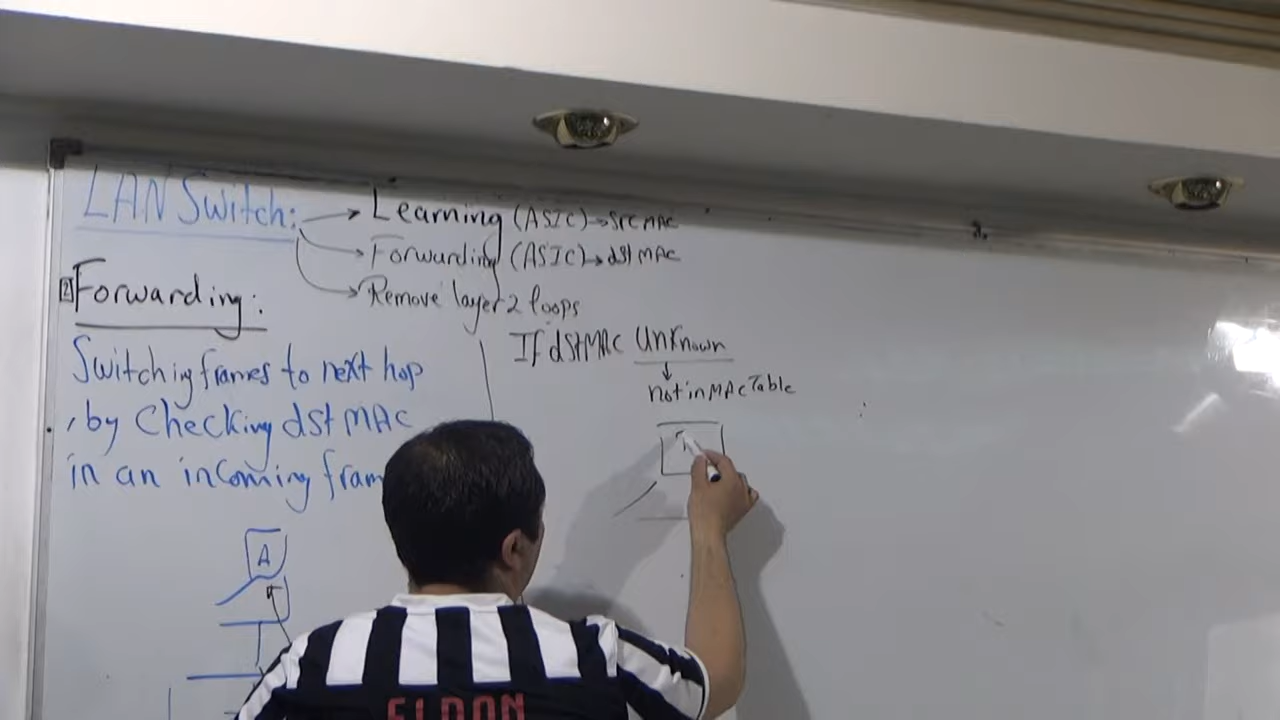 LAN Switch:
Learning (ASIC)→ Src MAC
Forwarding (ASIC)→ dst MAC
Remove layer 2 loops
2 Forwarding:
Switching frames to next hop
, by Checking dst MAC
in an incoming fram
If dst MAC Unknown
not in MAC Table
A
ELDON